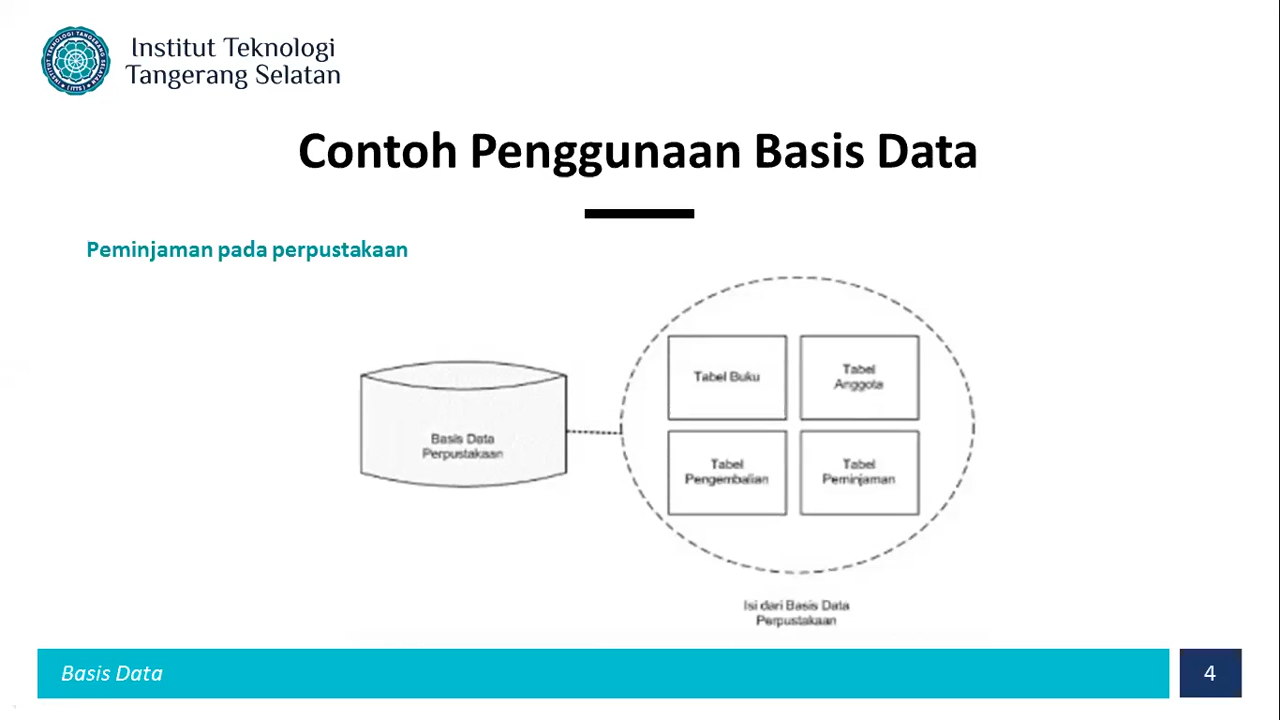 Institut Teknologi
Tangerang Selatan
Contoh Penggunaan Basis Data
Peminjaman pada perpustakaan
Basis Data
Perpustakaan
Tabel Buku
Tabel
Anggota
Tabel
Pengembalian
Tabel
Peminjaman
Isi dari Basis Data
Perpustakaan
Basis Data
4